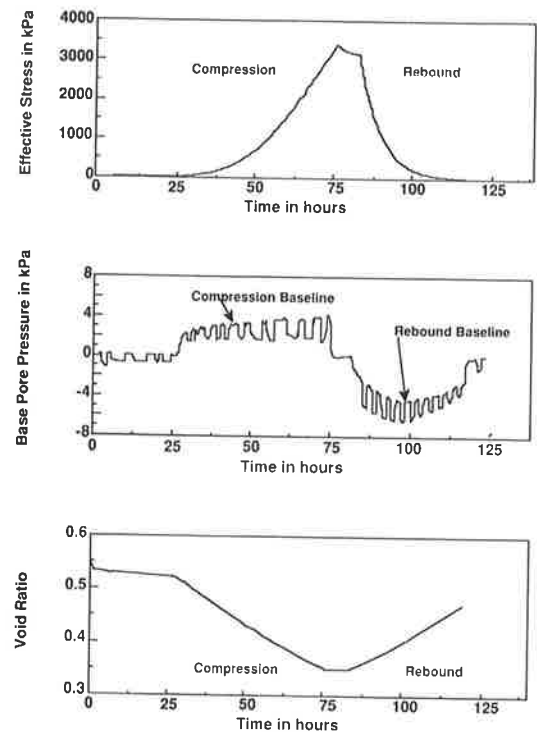 4000
3000
2000
1000
0
Effective Stress in kPa
Compression
Rebound
0 25 50 75 100 125
Time in hours
8
4
0
-4
-8
Base Pore Pressure in kPa
Compression Baseline
Rebound Baseline
0 25 50 75 100 125
Time in hours
0.6
0.5
0.4
0.3
Void Ratio
Compression
Rebound
0 25 50 75 100 125
Time in hours